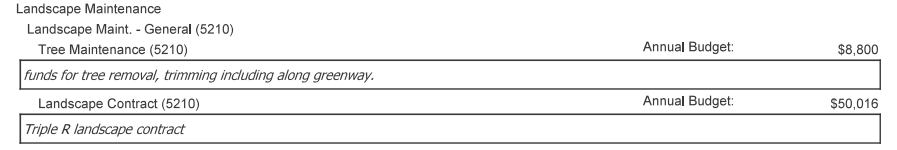 Landscape Maintenance
Landscape Maint. - General (5210)
Tree Maintenance (5210) Annual Budget: $8,800
funds for tree removal, trimming including along greenway.
Landscape Contract (5210) Annual Budget: $50,016
Triple R landscape contract